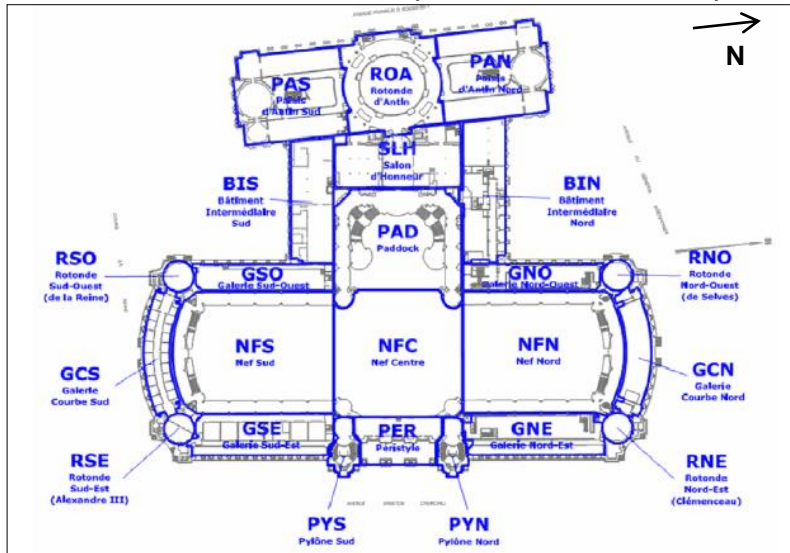 N
PAS
Palais
d'Antin Sud
ROA
Rotonde
d'Antin
PAN
Palais
d'Antin Nord
SLH
Salon
d'Honneur
BIS
Bâtiment
Intermédiaire
Sud
BIN
Bâtiment
Intermédiaire
Nord
PAD
Paddock
RSO
Rotonde
Sud-Ouest
(de la Reine)
GSO
Galerie Sud-Ouest
GNO
Galerie Nord-Ouest
RNO
Rotonde
Nord-Ouest
(de Selves)
NFS
Nef Sud
NFC
Nef Centre
NFN
Nef Nord
GCS
Galerie
Courbe Sud
GCN
Galerie
Courbe Nord
GSE
Galerie Sud-Est
PER
Péristyle
GNE
Galerie Nord-Est
RSE
Rotonde
Sud-Est
(Alexandre III)
RNE
Rotonde
Nord-Est
(Clémenceau)
PYS
Pylône Sud
PYN
Pylône Nord